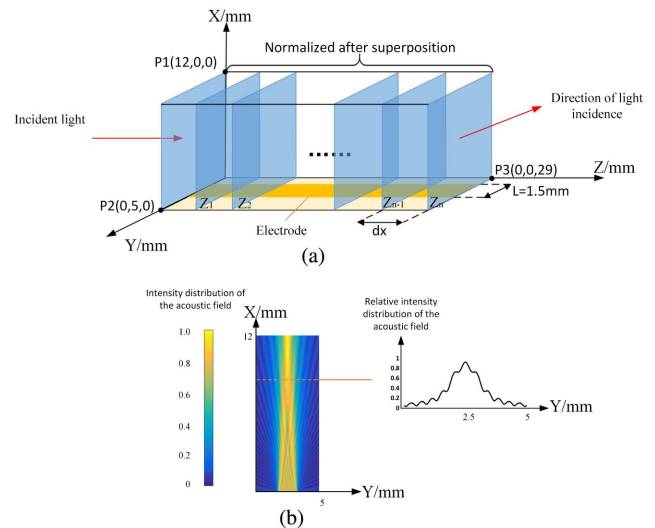 X/mm
P1(12,0,0)
Normalized after superposition
Incident light
Direction of light
incidence
......
P3(0,0,29)
Z/mm
P2(0,5,0)
Z1
Z2
Zn-1
Zn
L=1.5mm
Electrode
dx
Y/mm
(a)
Intensity distribution of
the acoustic field
X/mm
Relative intensity
distribution of the
acoustic field
1.0
0.8
0.6
0.4
0.2
0
12
5
Y/mm
1
0.8
0.6
0.4
0.2
0
2.5
5
Y/mm
(b)